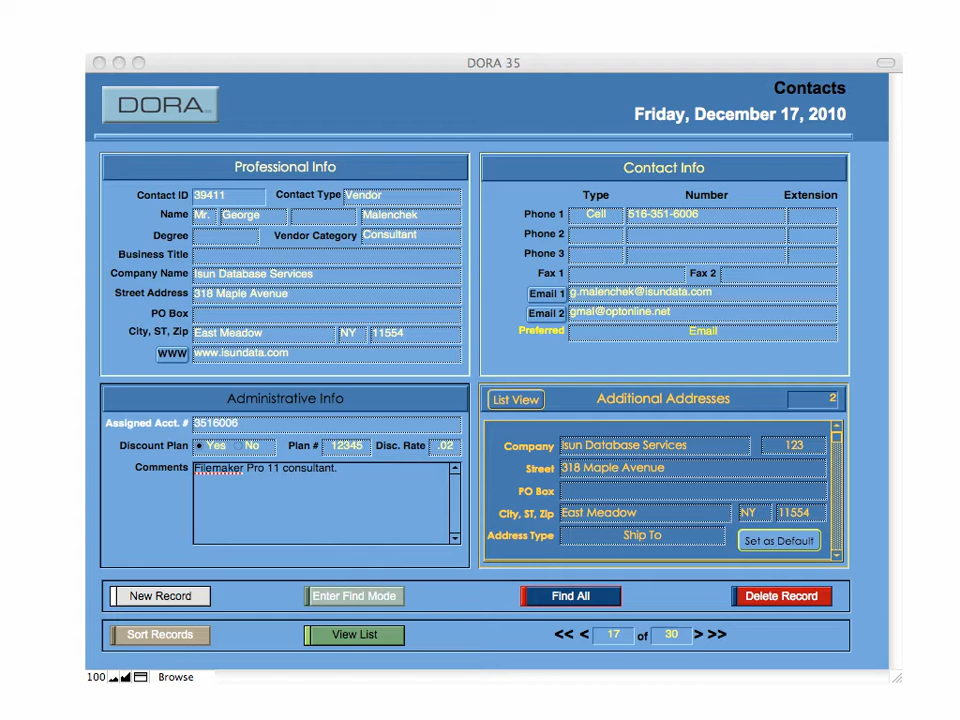 DORA 35
DORA
Contacts
Friday, December 17, 2010
Professional Info
Contact ID 39411 Contact Type Vendor
Name Mr. George Malenchek
Degree Vendor Category Consultant
Business Title
Company Name Isun Database Services
Street Address 318 Maple Avenue
PO Box
City, ST, Zip East Meadow NY 11554
WWW www.isundata.com
Contact Info
Type Number Extension
Phone 1 Cell 516-351-6006
Phone 2
Phone 3
Fax 1 Fax 2
Email 1 g.malenchek@isundata.com
Email 2 gmal@optonline.net
Preferred Email
Administrative Info
Assigned Acct. # 3516006
Discount Plan Yes No Plan # 12345 Disc. Rate .02
Comments Filemaker Pro 11 consultant.
List View Additional Addresses 2
Company Isun Database Services 123
Street 318 Maple Avenue
PO Box
City, ST, Zip East Meadow NY 11554
Address Type Ship To Set as Default
New Record Enter Find Mode Find All Delete Record
Sort Records View List << < 17 of 30 > >>
100 Browse